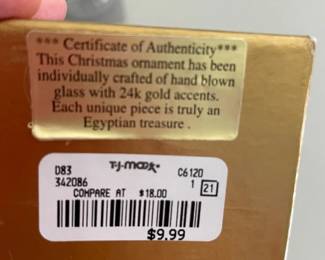 *** Certificate of Authenticity***
This Christmas ornament has been
individually crafted of hand blown
glass with 24k gold accents.
Each unique piece is truly an
Egyptian treasure .
D83 T·J·maxx® C6120
342086 1 21
COMPARE AT $18.00
$9.99